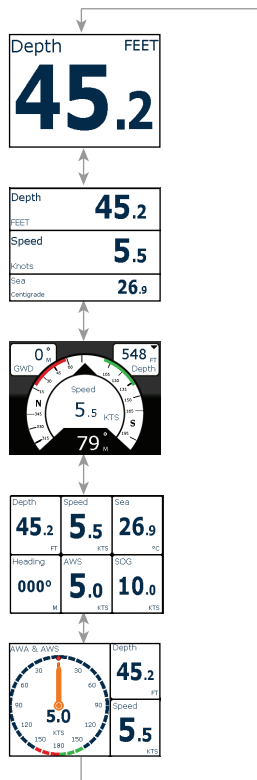 Depth FEET
45.2
Depth 45.2
FEET
Speed 5.5
Knots
Sea 26.9
Centigrade
0° M 548 FT
GWD Depth
Speed
5.5 KTS
N S
79° M
Depth Speed Sea
45.2 5.5 26.9
FT KTS °C
Heading AWS SOG
000° 5.0 10.0
M KTS KTS
AWA & AWS Depth
30 30
45.2
60 60
FT
90 90
Speed
5.0
KTS
5.5
120 120
150 180 150
KTS